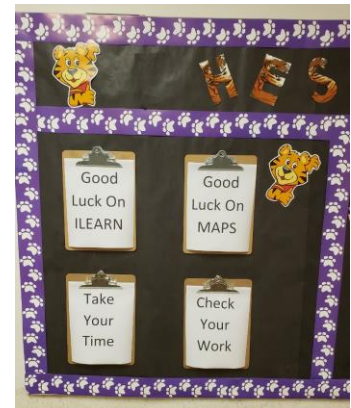 HES
Good
Luck On
ILEARN
Good
Luck On
MAPS
Take
Your
Time
Check
Your
Work